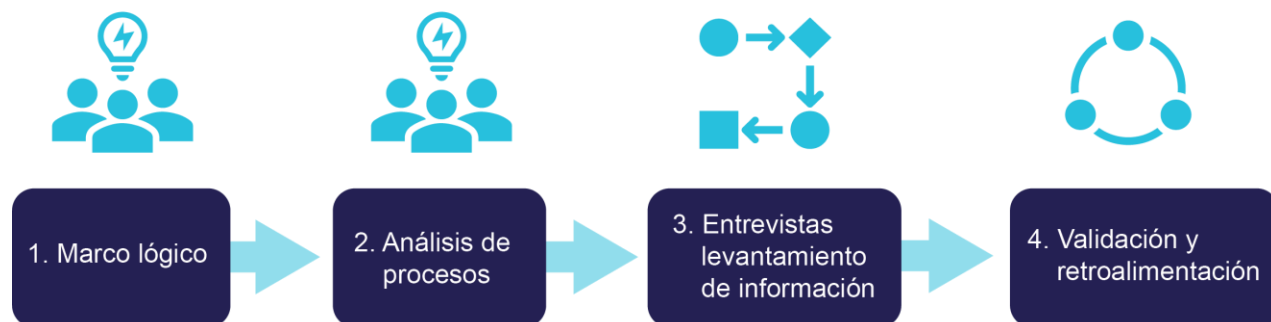 1. Marco lógico
2. Análisis de
procesos
3. Entrevistas
levantamiento
de información
4. Validación y
retroalimentación